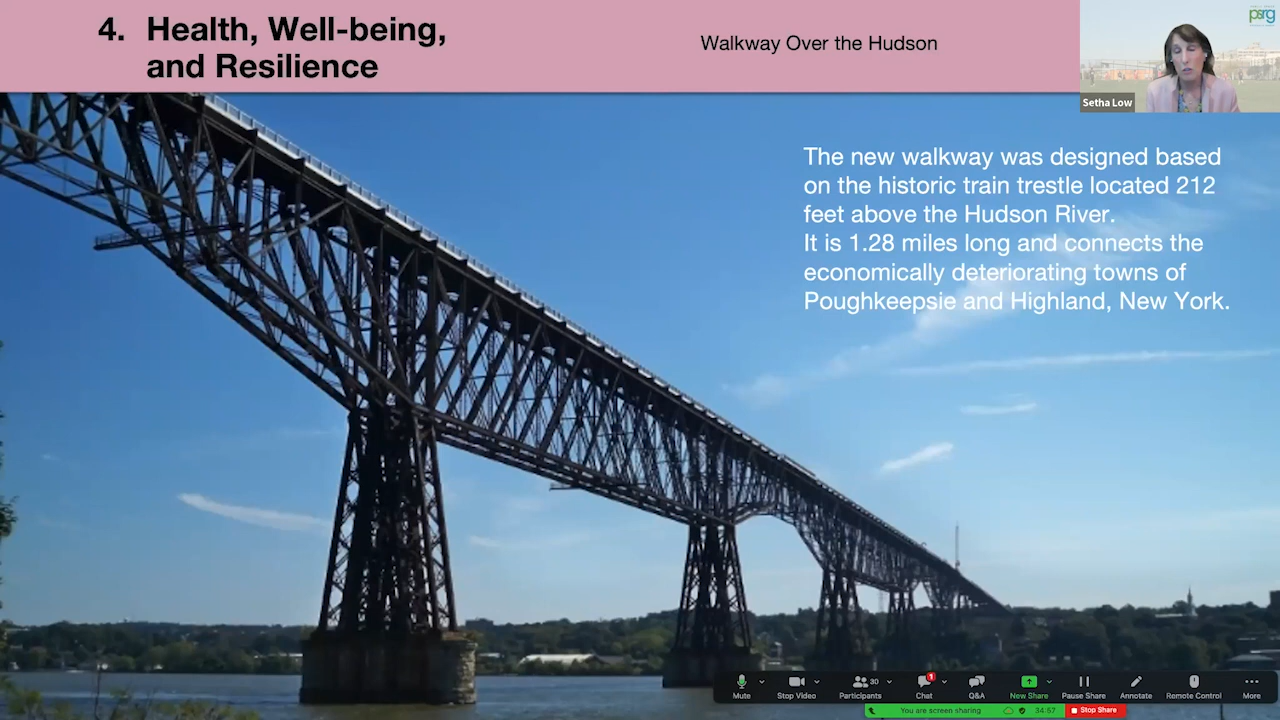 4. Health, Well-being,
and Resilience
Walkway Over the Hudson
psrg
Setha Low
The new walkway was designed based
on the historic train trestle located 212
feet above the Hudson River.
It is 1.28 miles long and connects the
economically deteriorating towns of
Poughkeepsie and Highland, New York.
Mute
Stop Video
30
Participants
1
Chat
Q&A
New Share
Pause Share
Annotate
Remote Control
More
You are screen sharing
34:57
Stop Share